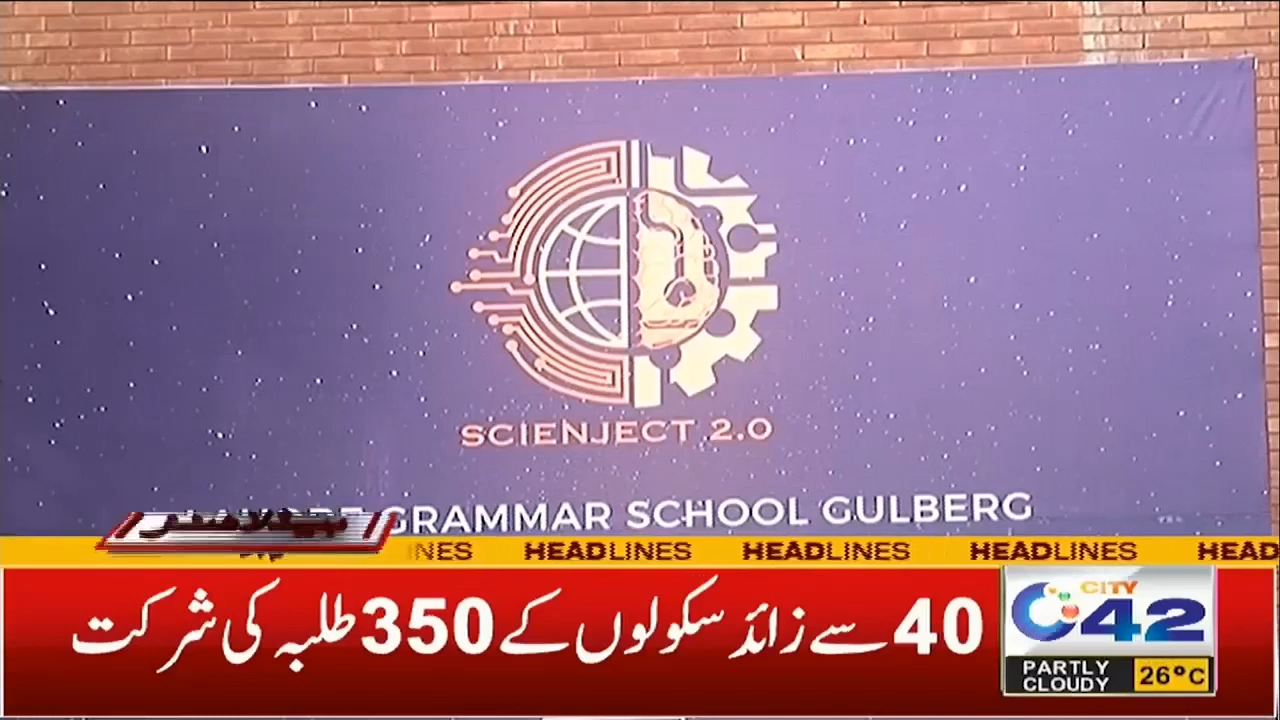 SCIENJECT 2.0
GRAMMAR SCHOOL GULBERG
HEADLINES HEADLINES HEADLINES
40 سے زائد سکولوں کے 350 طلبہ کی شرکت
CITY
42
PARTLY CLOUDY 26°C